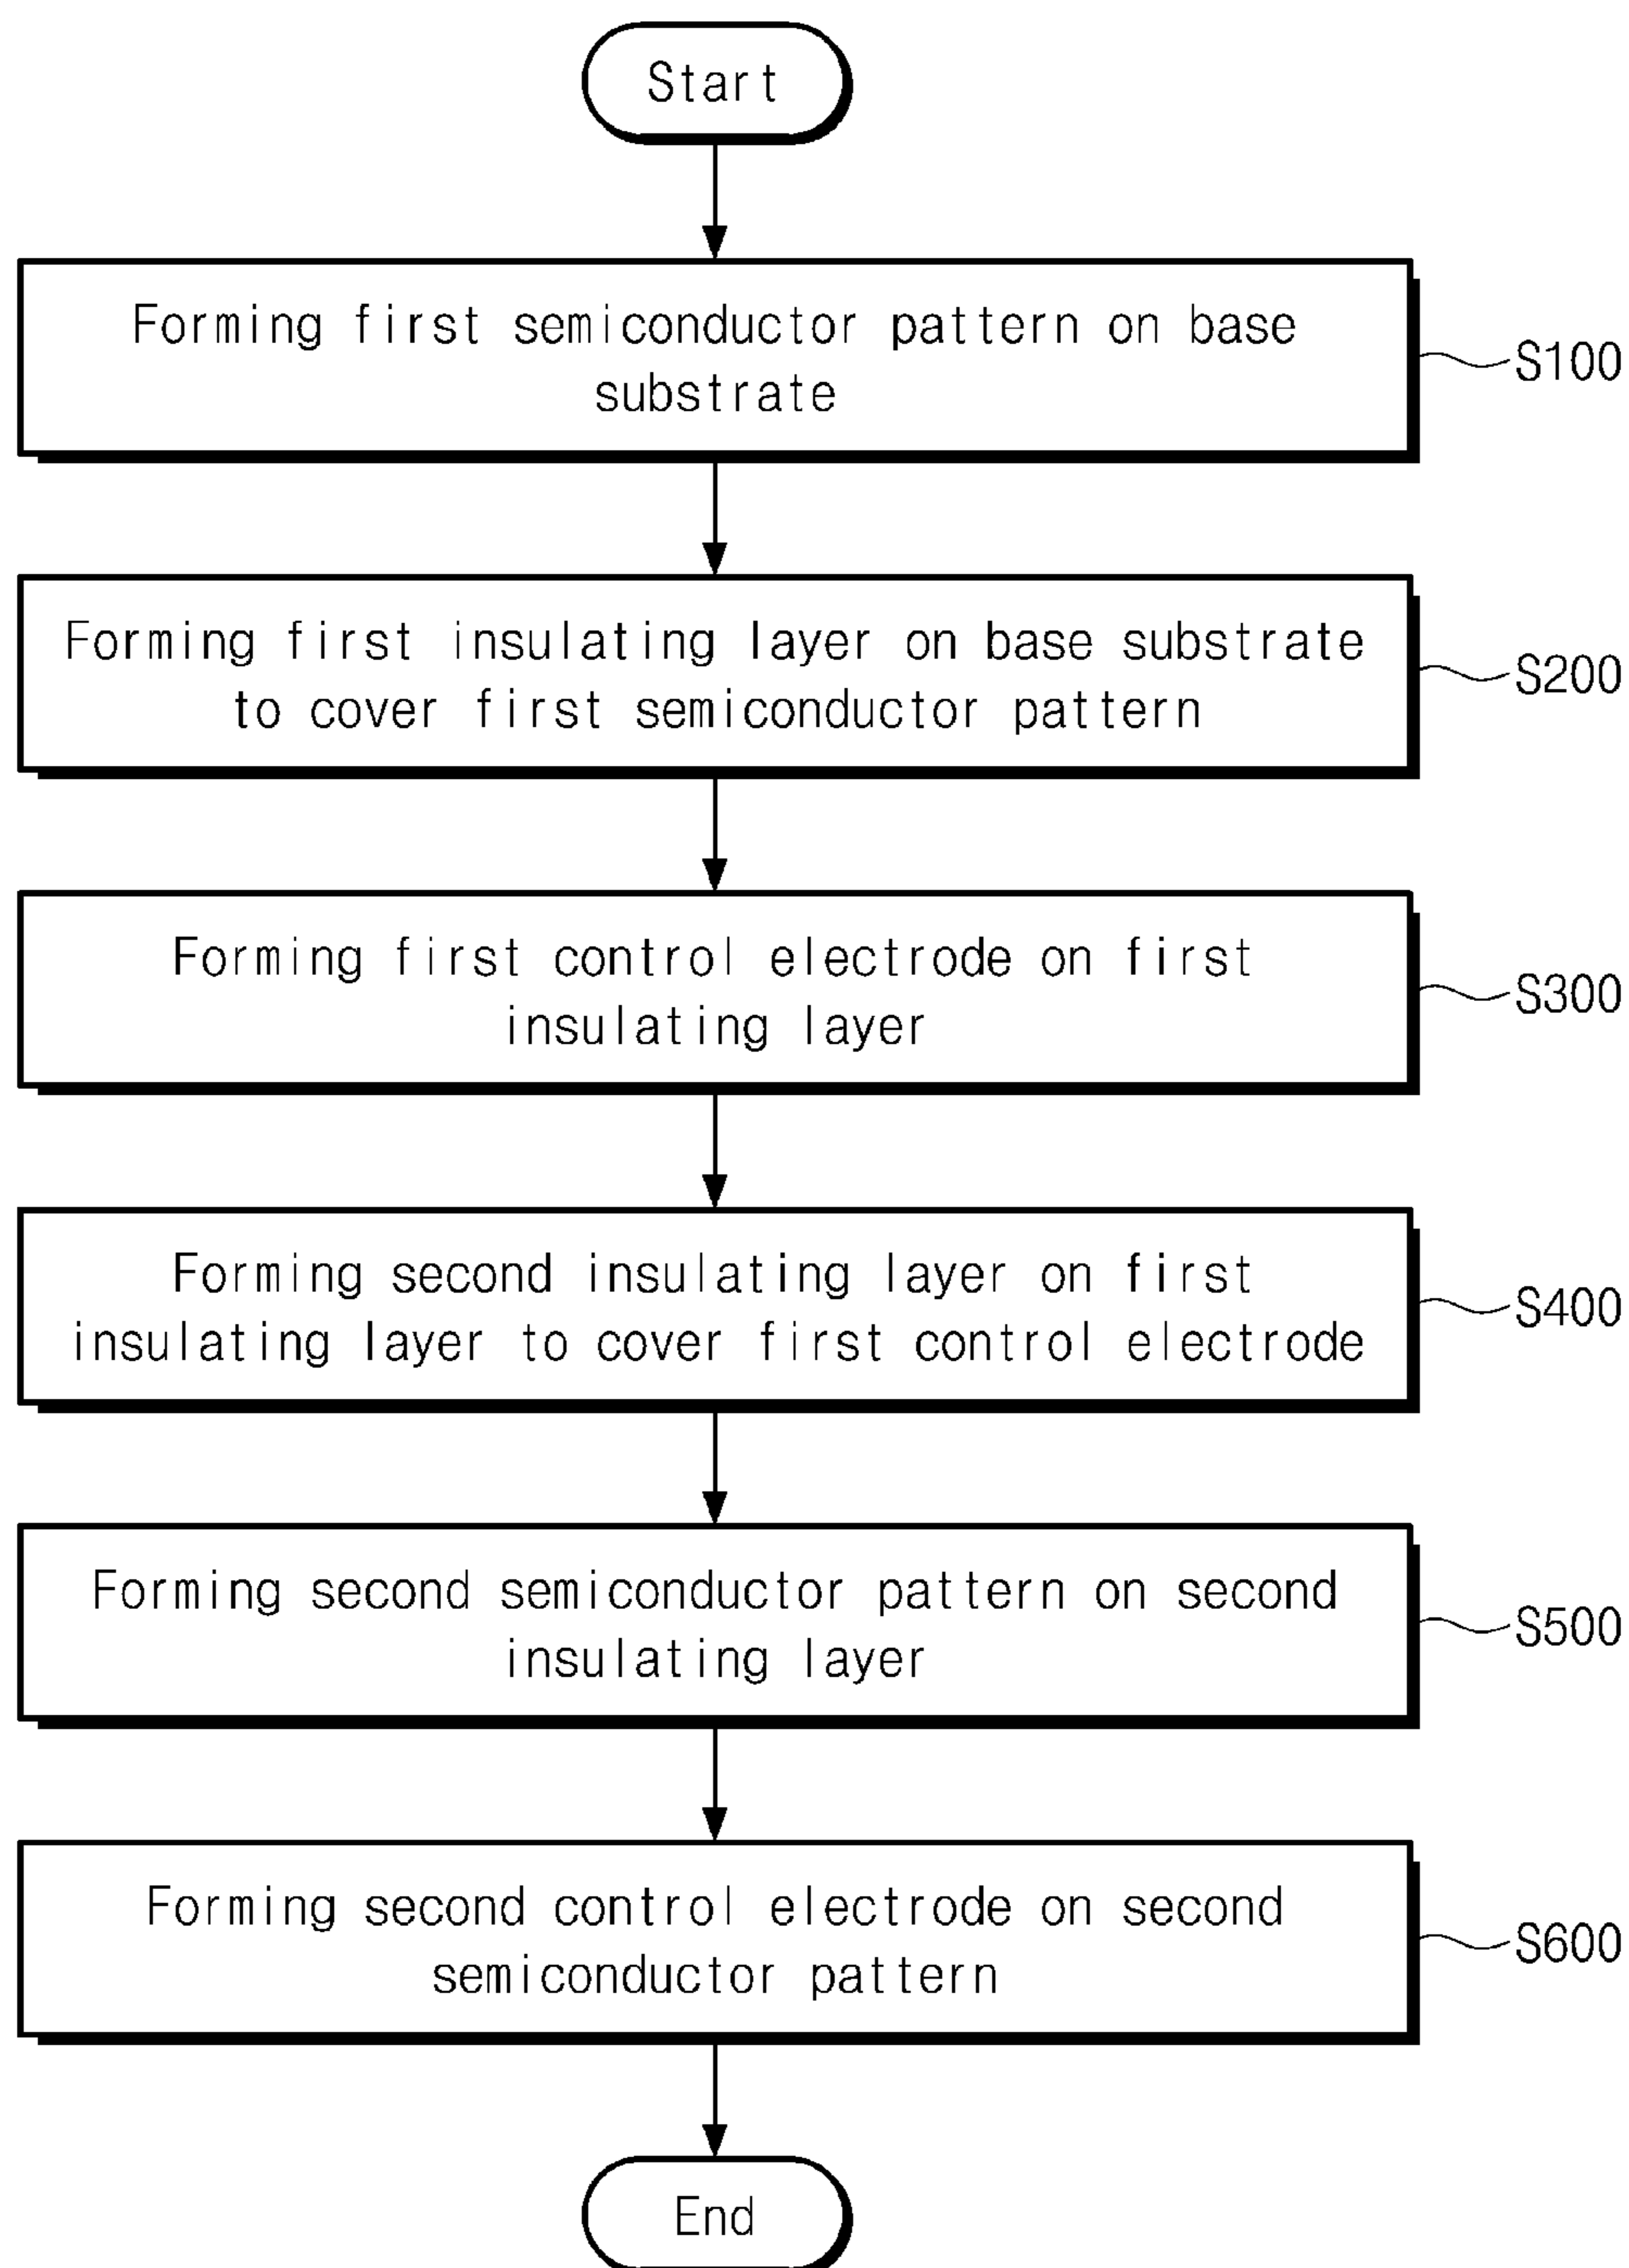 Start
Forming first semiconductor pattern on base
substrate
S100
Forming first insulating layer on base substrate
to cover first semiconductor pattern
S200
Forming first control electrode on first
insulating layer
S300
Forming second insulating layer on first
insulating layer to cover first control electrode
S400
Forming second semiconductor pattern on second
insulating layer
S500
Forming second control electrode on second
semiconductor pattern
S600
End